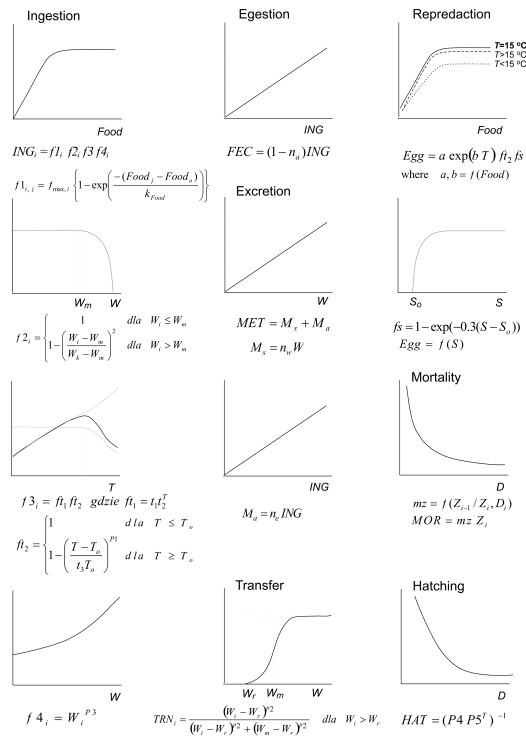 Ingestion
Egestion
Repredaction
T=15 ºC
T>15 ºC
T<15 ºC
Food
ING
Food
ING_i = f1_i f2_i f3 f4_i
FEC = (1 − n_a) ING
Egg = a exp(b T) ft_2 fs
where a, b = f(Food)
f1_{i,j} = f_{max,i} {1 − exp(−(Food_j − Food_o) / k_{Food})}
Excretion
W_m W
W
S_o S
f2_i = { 1 dla W_i ≤ W_m
1 − ((W_i − W_m) / (W_k − W_m))^2 dla W_i > W_m
MET = M_s + M_a
M_s = n_w W
fs = 1 − exp(−0.3(S − S_o))
Egg = f(S)
Mortality
T
ING
D
f3_i = ft_1 ft_2 gdzie ft_1 = t_1 t_2^T
ft_2 = { 1 dla T ≤ T_o
1 − ((T − T_o) / (t_3 T_o))^{P1} dla T ≥ T_o
M_a = n_e ING
mz = f(Z_{i−1} / Z_i, D_i)
MOR = mz Z_i
Transfer
Hatching
W
W_r W_m W
D
f4_i = W_i^{P3}
TRN_i = (W_i − W_r)^{P2} / ((W_i − W_r)^{P2} + (W_m − W_r)^{P2}) dla W_i > W_r
HAT = (P4 P5^T)^{−1}